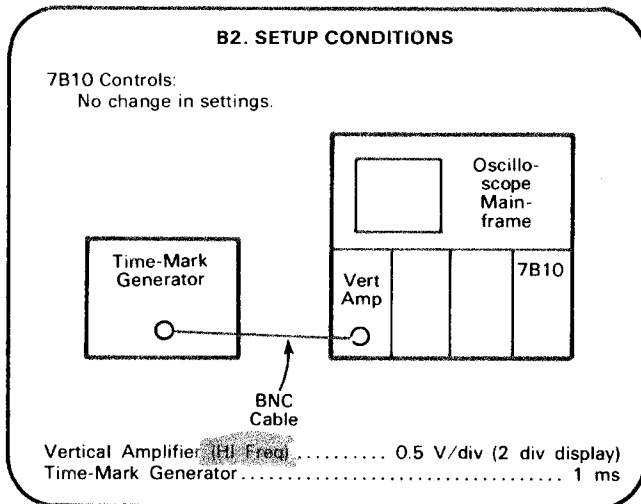 B2. SETUP CONDITIONS
7B10 Controls:
No change in settings.
Oscillo-
scope
Main-
frame
Time-Mark
Generator
Vert
Amp
7B10
BNC
Cable
Vertical Amplifier (HI Freq) .......... 0.5 V/div (2 div display)
Time-Mark Generator ................................... 1 ms